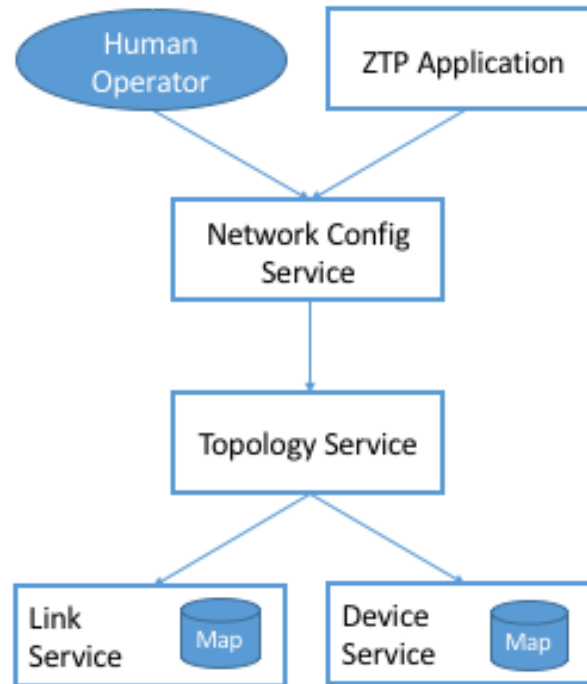 Human
Operator
ZTP Application
Network Config
Service
Topology Service
Link
Service
Map
Device
Service
Map